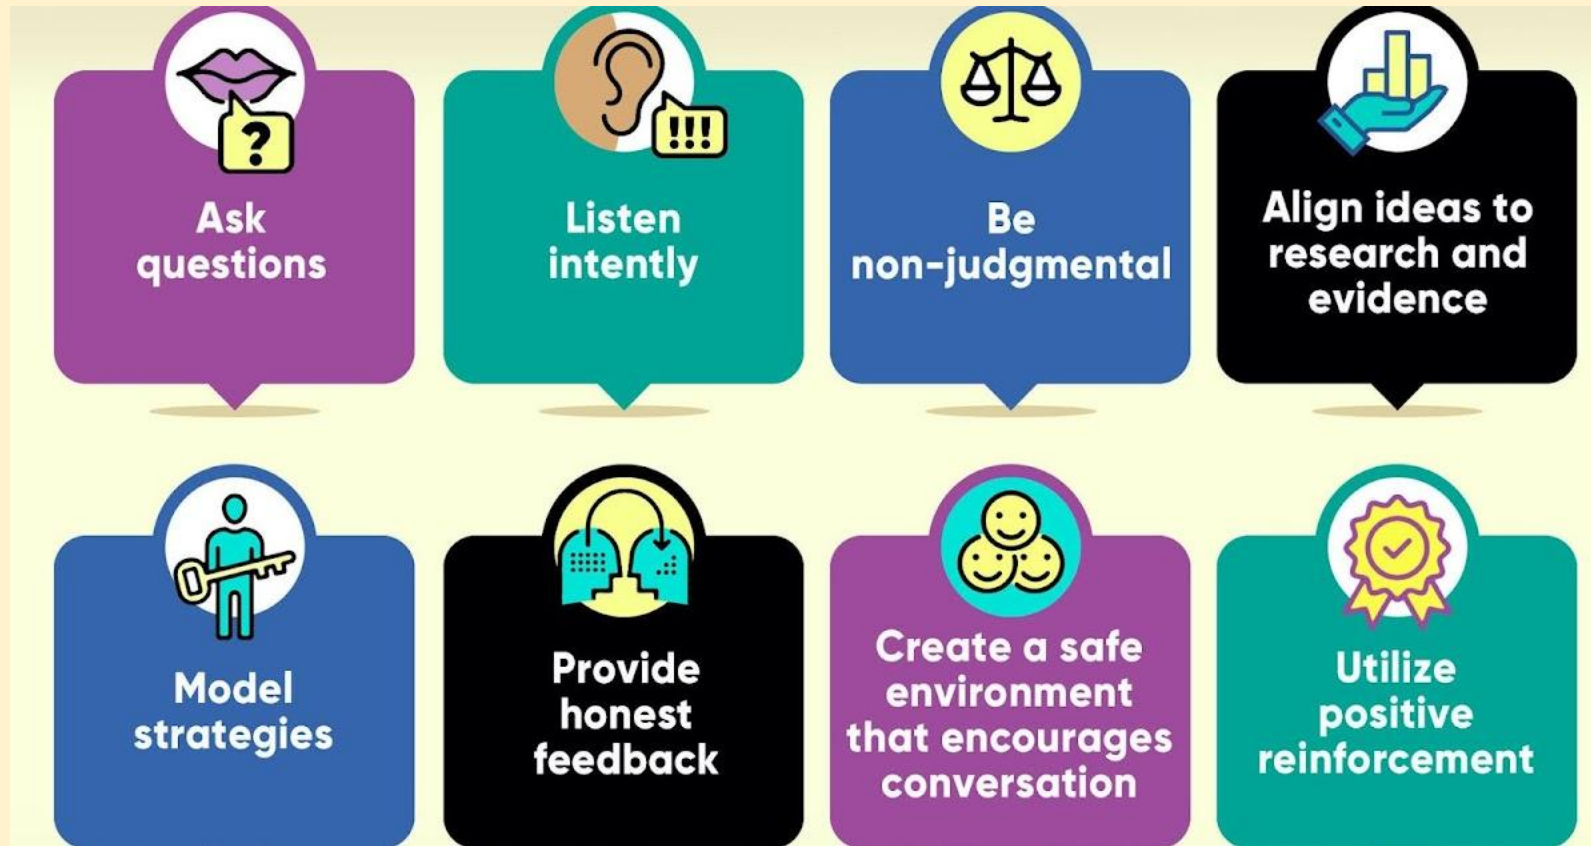 ?
Ask
questions
!!!
Listen
intently
Be
non-judgmental
Align ideas to
research and
evidence
Model
strategies
Provide
honest
feedback
Create a safe
environment
that encourages
conversation
Utilize
positive
reinforcement